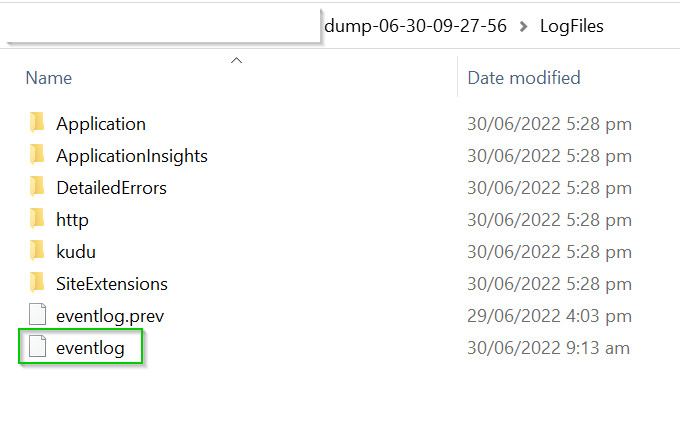 dump-06-30-09-27-56 > LogFiles
Name Date modified
Application 30/06/2022 5:28 pm
ApplicationInsights 30/06/2022 5:28 pm
DetailedErrors 30/06/2022 5:28 pm
http 30/06/2022 5:28 pm
kudu 30/06/2022 5:28 pm
SiteExtensions 30/06/2022 5:28 pm
eventlog.prev 29/06/2022 4:03 pm
eventlog 30/06/2022 9:13 am